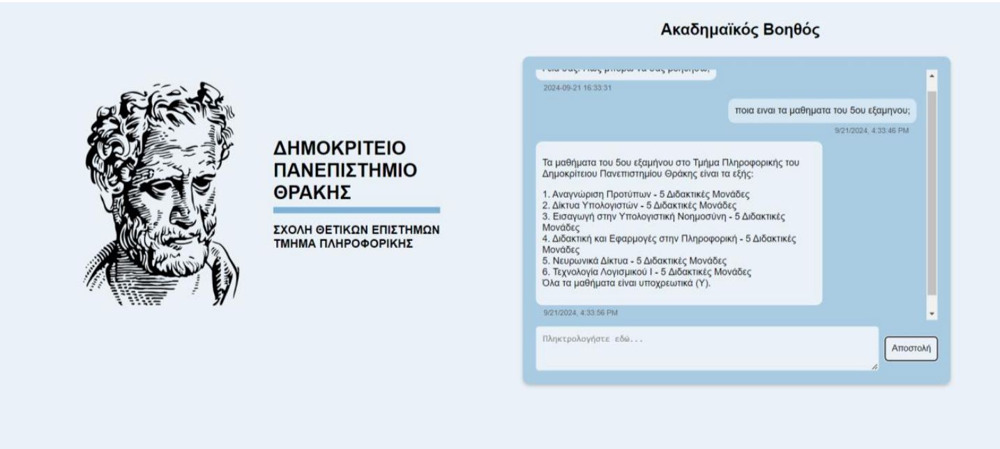 Ακαδημαϊκός Βοηθός
ΔΗΜΟΚΡΙΤΕΙΟ
ΠΑΝΕΠΙΣΤΗΜΙΟ
ΘΡΑΚΗΣ
ΣΧΟΛΗ ΘΕΤΙΚΩΝ ΕΠΙΣΤΗΜΩΝ
ΤΜΗΜΑ ΠΛΗΡΟΦΟΡΙΚΗΣ
2024-09-21 16:33:31
ποια ειναι τα μαθηματα του 5ου εξαμηνου;
9/21/2024, 4:33:46 PM
Τα μαθήματα του 5ου εξαμήνου στο Τμήμα Πληροφορικής του
Δημοκρίτειου Πανεπιστημίου Θράκης είναι τα εξής:
1. Αναγνώριση Προτύπων - 5 Διδακτικές Μονάδες
2. Δίκτυα Υπολογιστών - 5 Διδακτικές Μονάδες
3. Εισαγωγή στην Υπολογιστική Νοημοσύνη - 5 Διδακτικές
Μονάδες
4. Διδακτική και Εφαρμογές στην Πληροφορική - 5 Διδακτικές
Μονάδες
5. Νευρωνικά Δίκτυα - 5 Διδακτικές Μονάδες
6. Τεχνολογία Λογισμικού Ι - 5 Διδακτικές Μονάδες
Όλα τα μαθήματα είναι υποχρεωτικά (Υ).
9/21/2024, 4:33:56 PM
Πληκτρολογήστε εδώ...
Αποστολή